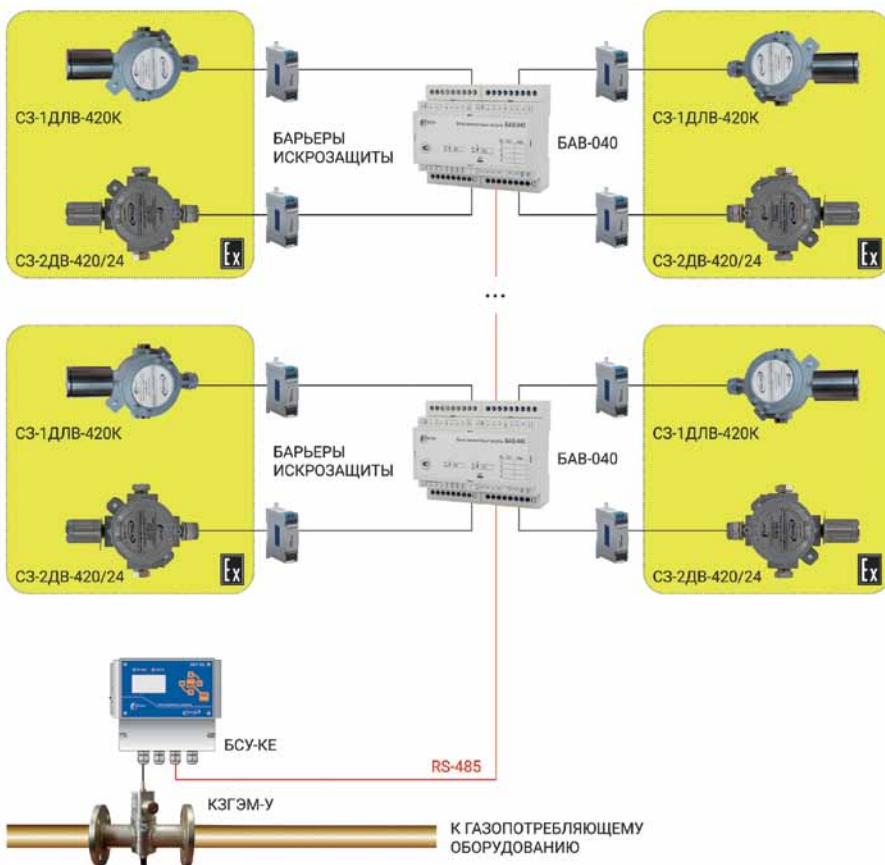 СЗ-1ДЛВ-420К
БАРЬЕРЫ
ИСКРОЗАЩИТЫ
БАВ-040
СЗ-1ДЛВ-420К
СЗ-2ДВ-420/24
Ex
СЗ-2ДВ-420/24
Ex
...
СЗ-1ДЛВ-420К
БАРЬЕРЫ
ИСКРОЗАЩИТЫ
БАВ-040
СЗ-1ДЛВ-420К
СЗ-2ДВ-420/24
Ex
СЗ-2ДВ-420/24
Ex
БСУ-КЕ
RS-485
КЗГЭМ-У
К ГАЗОПОТРЕБЛЯЮЩЕМУ
ОБОРУДОВАНИЮ